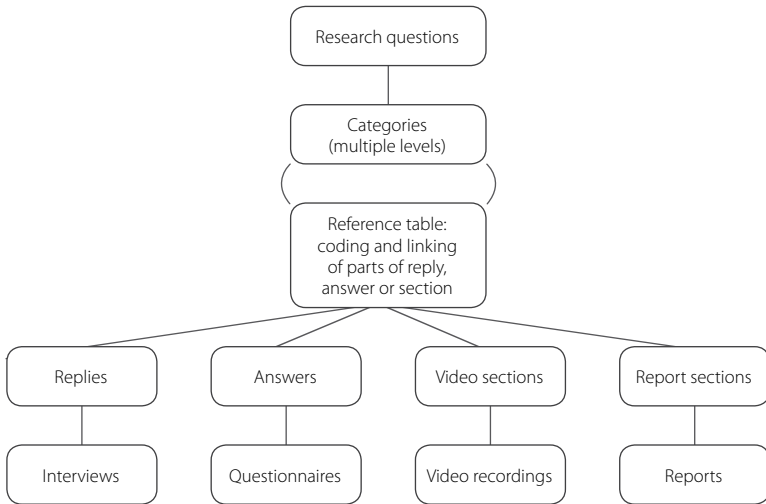 Research questions
Categories
(multiple levels)
Reference table:
coding and linking
of parts of reply,
answer or section
Replies
Answers
Video sections
Report sections
Interviews
Questionnaires
Video recordings
Reports